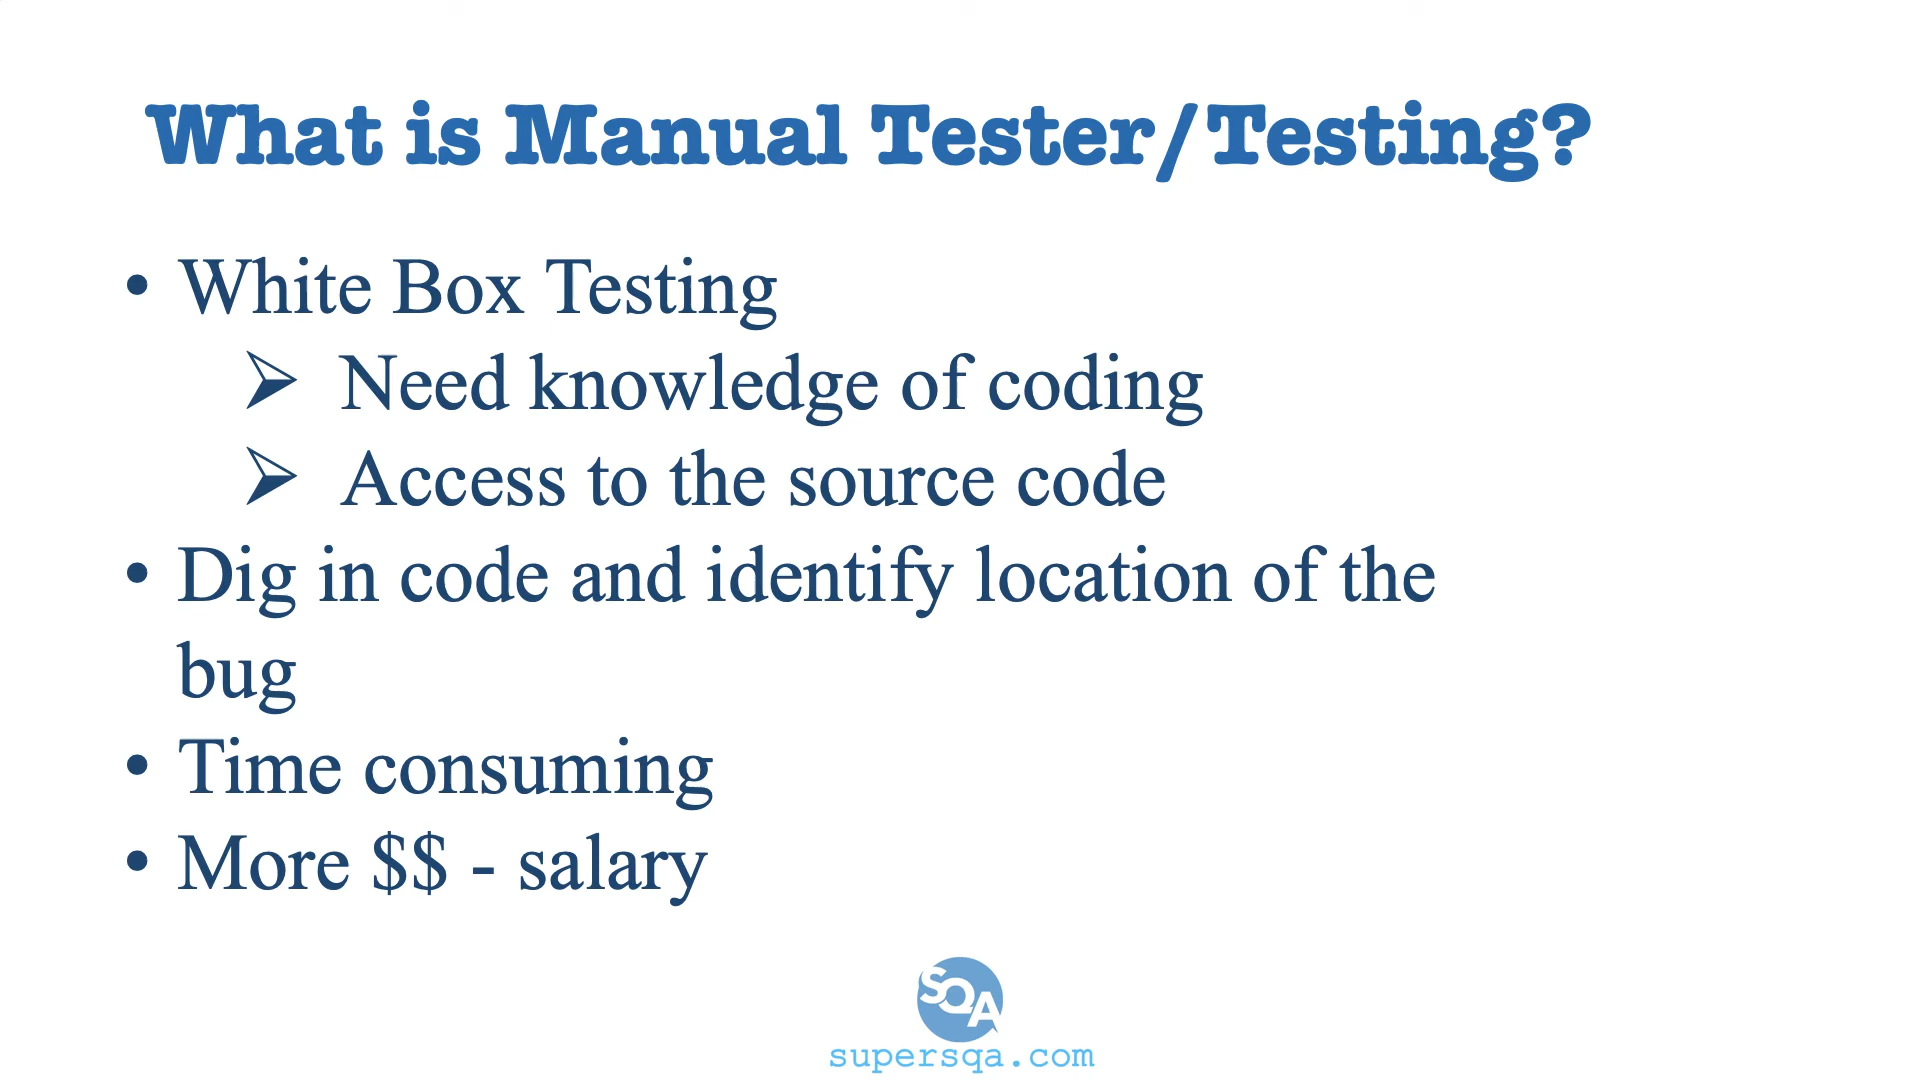 What is Manual Tester/Testing?
• White Box Testing
➢ Need knowledge of coding
➢ Access to the source code
• Dig in code and identify location of the
bug
• Time consuming
• More $$ - salary
SQA
supersqa.com